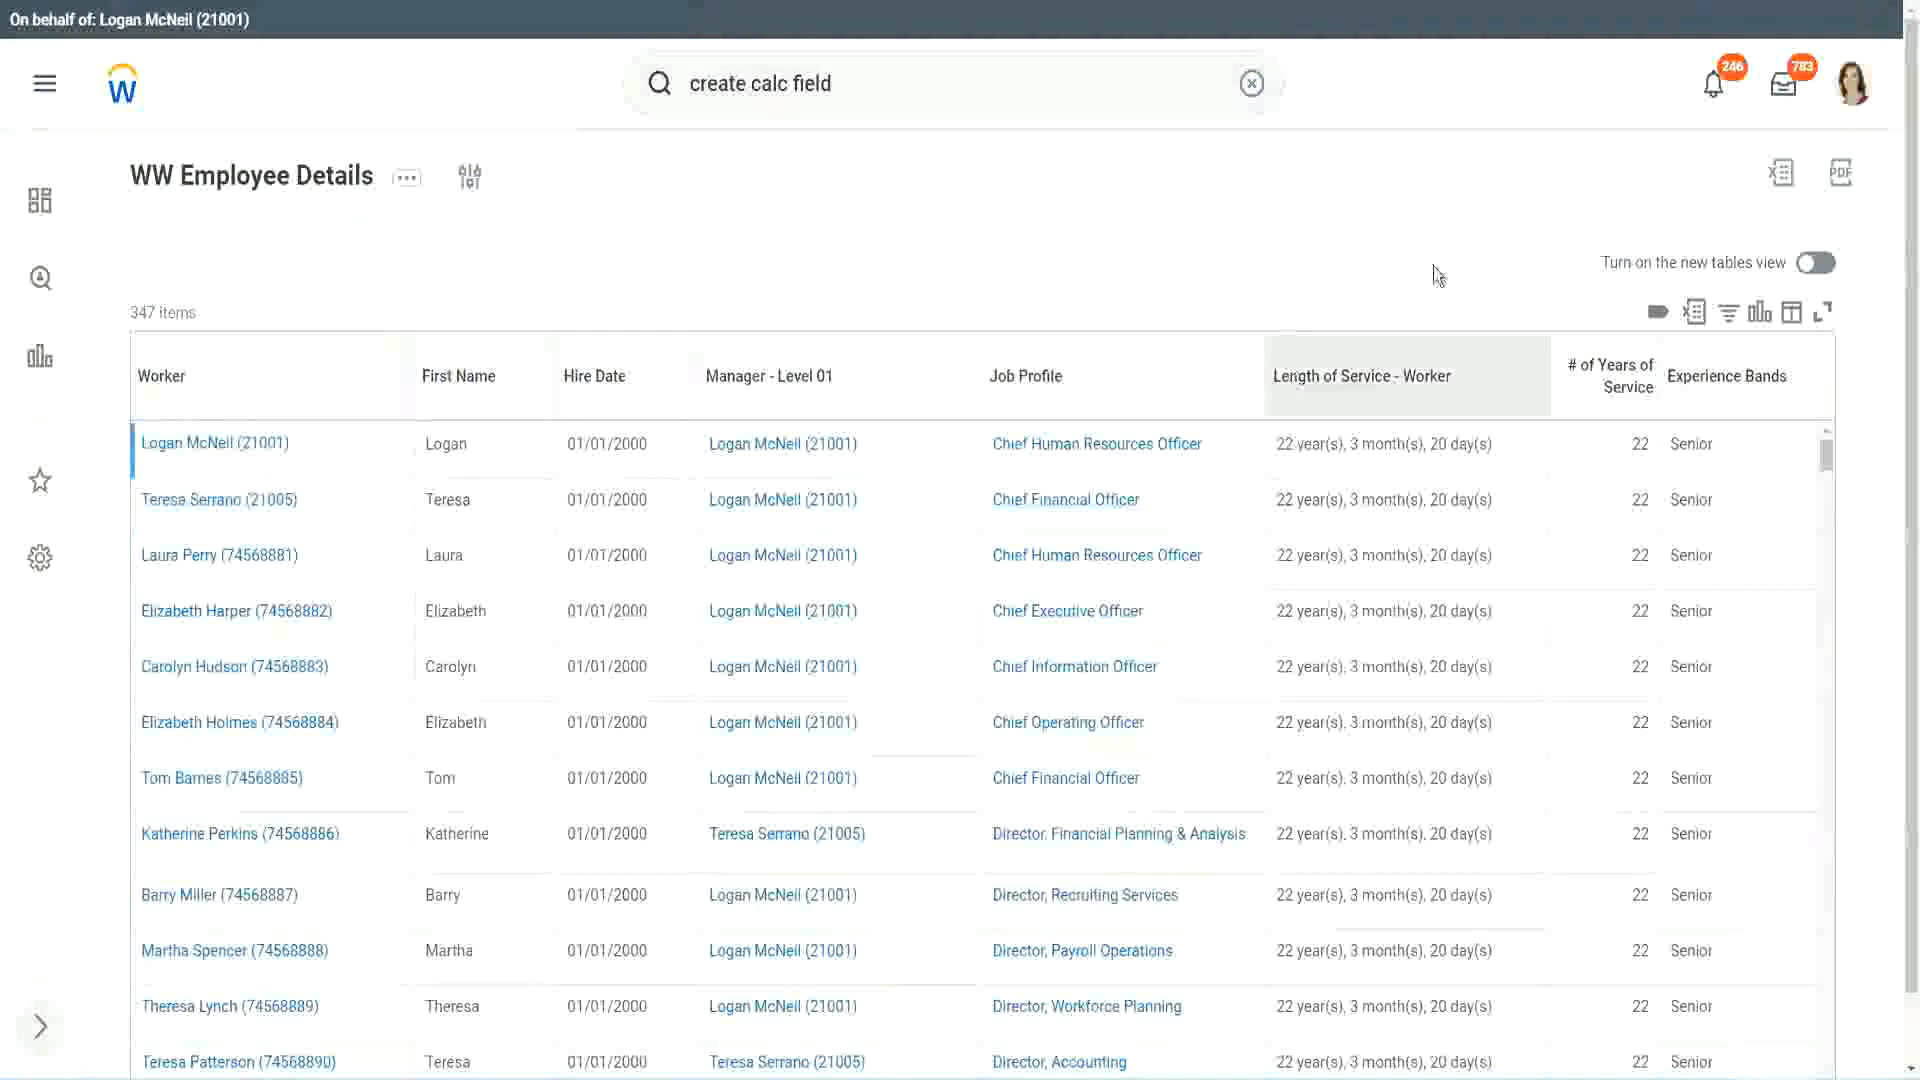 On behalf of: Logan McNeil (21001)
create calc field
246
783
WW Employee Details
PDF
Turn on the new tables view
347 items
Worker First Name Hire Date Manager - Level 01 Job Profile Length of Service - Worker # of Years of Service Experience Bands
Logan McNeil (21001) Logan 01/01/2000 Logan McNeil (21001) Chief Human Resources Officer 22 year(s), 3 month(s), 20 day(s) 22 Senior
Teresa Serrano (21005) Teresa 01/01/2000 Logan McNeil (21001) Chief Financial Officer 22 year(s), 3 month(s), 20 day(s) 22 Senior
Laura Perry (74568881) Laura 01/01/2000 Logan McNeil (21001) Chief Human Resources Officer 22 year(s), 3 month(s), 20 day(s) 22 Senior
Elizabeth Harper (74568882) Elizabeth 01/01/2000 Logan McNeil (21001) Chief Executive Officer 22 year(s), 3 month(s), 20 day(s) 22 Senior
Carolyn Hudson (74568883) Carolyn 01/01/2000 Logan McNeil (21001) Chief Information Officer 22 year(s), 3 month(s), 20 day(s) 22 Senior
Elizabeth Holmes (74568884) Elizabeth 01/01/2000 Logan McNeil (21001) Chief Operating Officer 22 year(s), 3 month(s), 20 day(s) 22 Senior
Tom Barnes (74568885) Tom 01/01/2000 Logan McNeil (21001) Chief Financial Officer 22 year(s), 3 month(s), 20 day(s) 22 Senior
Katherine Perkins (74568886) Katherine 01/01/2000 Teresa Serrano (21005) Director, Financial Planning & Analysis 22 year(s), 3 month(s), 20 day(s) 22 Senior
Barry Miller (74568887) Barry 01/01/2000 Logan McNeil (21001) Director, Recruiting Services 22 year(s), 3 month(s), 20 day(s) 22 Senior
Martha Spencer (74568888) Martha 01/01/2000 Logan McNeil (21001) Director, Payroll Operations 22 year(s), 3 month(s), 20 day(s) 22 Senior
Theresa Lynch (74568889) Theresa 01/01/2000 Logan McNeil (21001) Director, Workforce Planning 22 year(s), 3 month(s), 20 day(s) 22 Senior
Teresa Patterson (74568890) Teresa 01/01/2000 Teresa Serrano (21005) Director, Accounting 22 year(s), 3 month(s), 20 day(s) 22 Senior